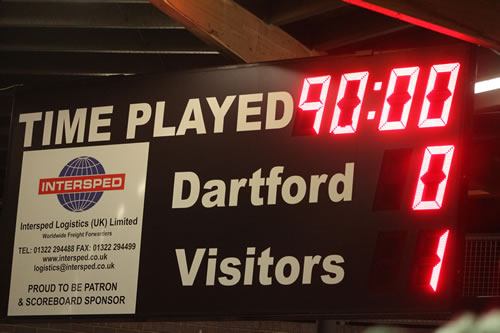 TIME PLAYED 90:00
INTERSPED
Intersped Logistics (UK) Limited
Worldwide Freight Forwarders
TEL: 01322 294488 FAX: 01322 294499
www.intersped.co.uk
logistics@intersped.co.uk
PROUD TO BE PATRON
& SCOREBOARD SPONSOR
Dartford 0
Visitors 1